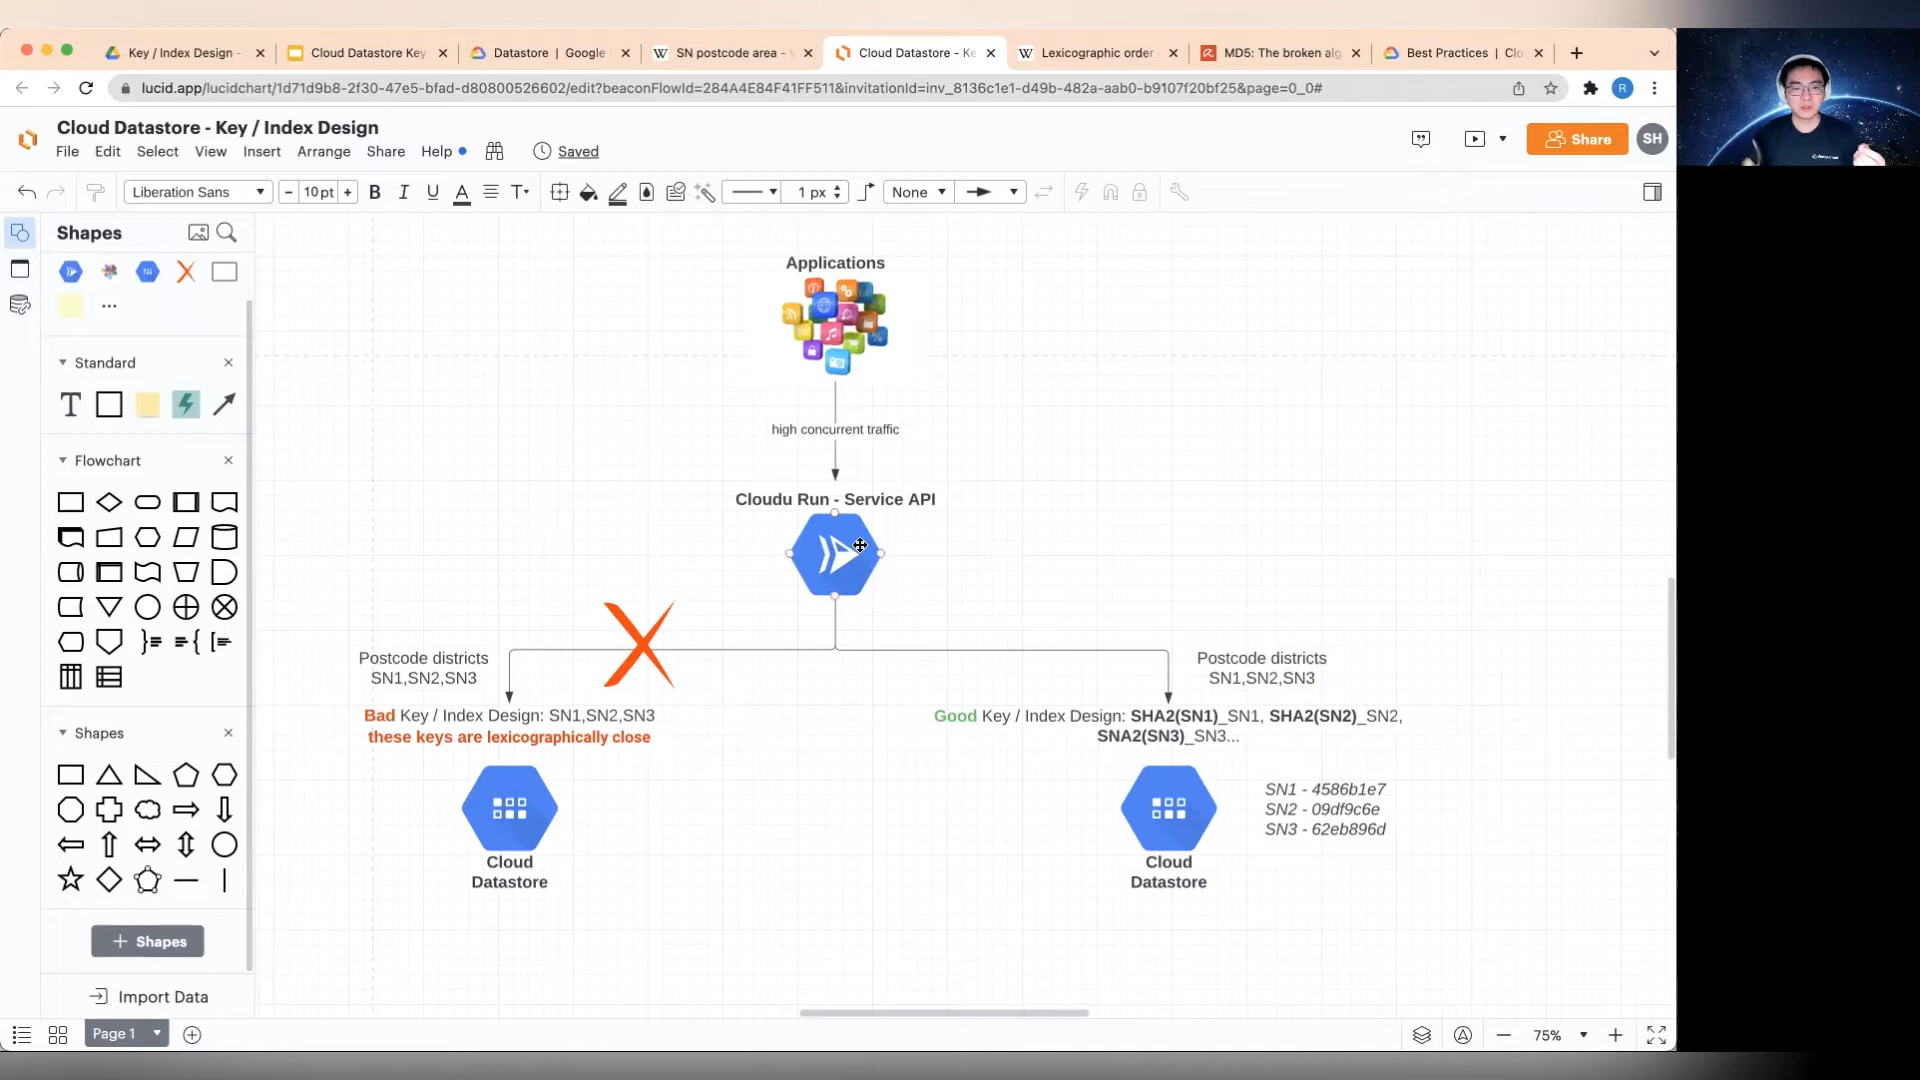 Key / Index Design -
Cloud Datastore Key
Datastore | Google
SN postcode area -
Cloud Datastore - Ke
Lexicographic order
MD5: The broken alg
Best Practices | Clo
lucid.app/lucidchart/1d71d9b8-2f30-47e5-bfad-d80800526602/edit?beaconFlowId=284A4E84F41FF511&invitationId=inv_8136c1e1-d49b-482a-aab0-b9107f20bf25&page=0_0#
R
Cloud Datastore - Key / Index Design
File Edit Select View Insert Arrange Share Help Saved
Share
SH
Liberation Sans
10 pt
B I U A T
1 px
None
Shapes
Standard
T
Flowchart
Shapes
+ Shapes
Import Data
Page 1
75%
Applications
high concurrent traffic
Cloudu Run - Service API
Postcode districts
SN1,SN2,SN3
Bad Key / Index Design: SN1,SN2,SN3
these keys are lexicographically close
Cloud
Datastore
Postcode districts
SN1,SN2,SN3
Good Key / Index Design: SHA2(SN1)_SN1, SHA2(SN2)_SN2,
SNA2(SN3)_SN3...
SN1 - 4586b1e7
SN2 - 09df9c6e
SN3 - 62eb896d
Cloud
Datastore